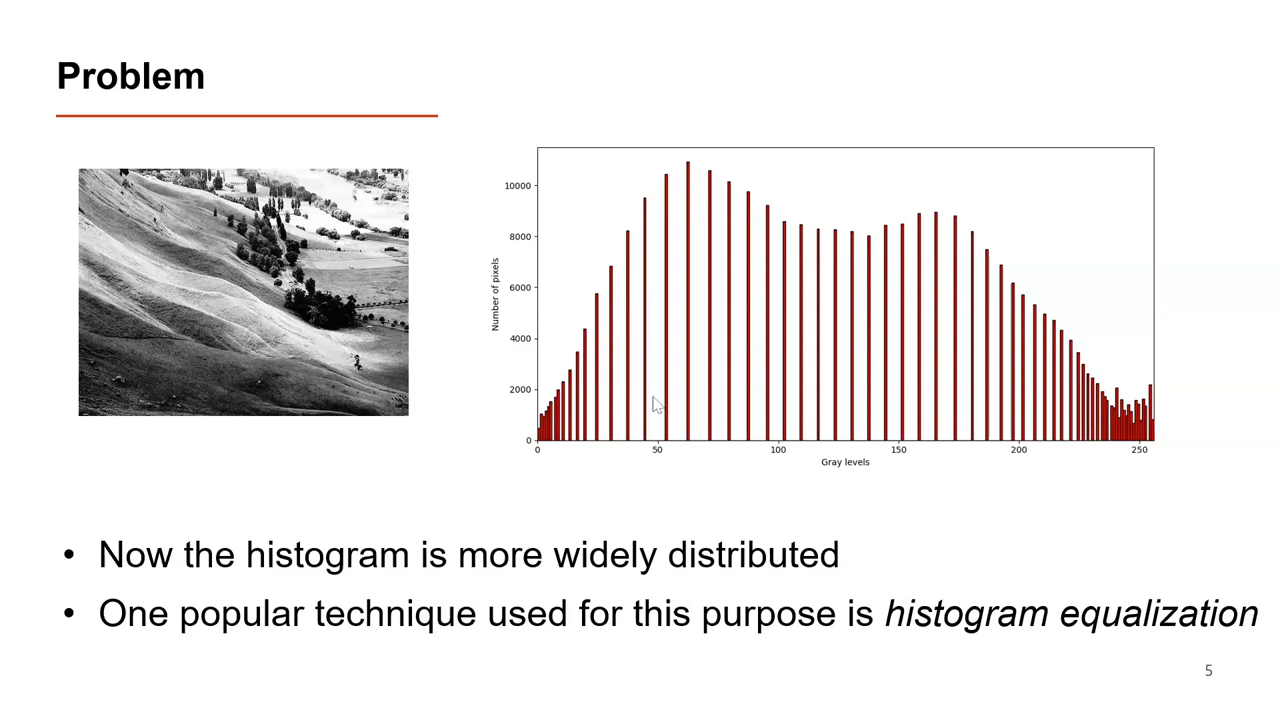 Problem
10000
8000
6000
4000
2000
0
Number of pixels
0 50 100 150 200 250
Gray levels
• Now the histogram is more widely distributed
• One popular technique used for this purpose is histogram equalization
5